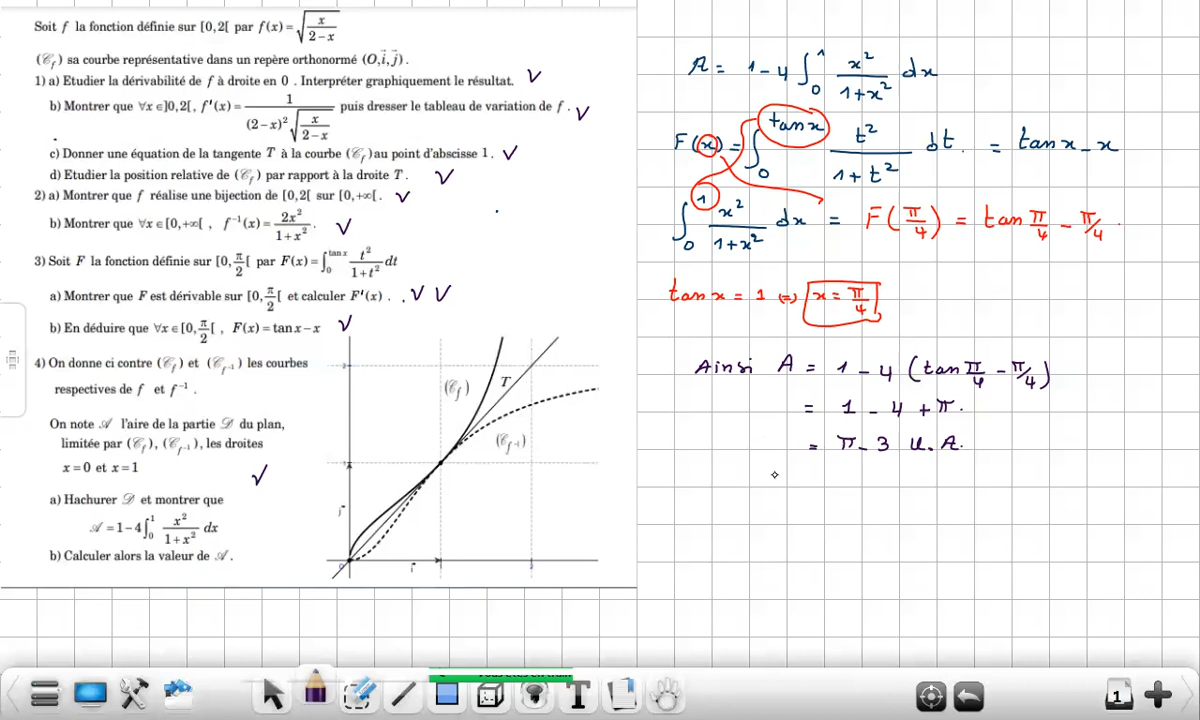 Soit f la fonction définie sur [0,2[ par f(x) = √(x/(2−x))
(𝒞f) sa courbe représentative dans un repère orthonormé (O,i⃗,j⃗).
1) a) Etudier la dérivabilité de f à droite en 0 . Interpréter graphiquement le résultat. ✓
b) Montrer que ∀x ∈]0,2[, f'(x) = 1/((2−x)²√(x/(2−x))) puis dresser le tableau de variation de f . ✓
c) Donner une équation de la tangente T à la courbe (𝒞f) au point d'abscisse 1. ✓
d) Etudier la position relative de (𝒞f) par rapport à la droite T . ✓
2) a) Montrer que f réalise une bijection de [0,2[ sur [0,+∞[. ✓
b) Montrer que ∀x ∈ [0,+∞[ , f⁻¹(x) = 2x²/(1+x²). ✓
3) Soit F la fonction définie sur [0,π/2[ par F(x) = ∫₀^(tan x) t²/(1+t²) dt
a) Montrer que F est dérivable sur [0,π/2[ et calculer F'(x) . . ✓ ✓
b) En déduire que ∀x ∈ [0,π/2[ , F(x) = tan x − x ✓
4) On donne ci contre (𝒞f) et (𝒞f⁻¹) les courbes
respectives de f et f⁻¹ .
On note 𝒜 l'aire de la partie 𝒟 du plan,
limitée par (𝒞f), (𝒞f⁻¹), les droites
x = 0 et x = 1 ✓
a) Hachurer 𝒟 et montrer que
𝒜 = 1 − 4∫₀¹ x²/(1+x²) dx
b) Calculer alors la valeur de 𝒜 .
(𝒞f)
T
(𝒞f⁻¹)
j⃗
0
i⃗
A = 1 - 4 ∫₀¹ x²/(1+x²) dx
F(x) = ∫₀^(tan x) t²/(1+t²) dt. = tan x - x
∫₀¹ x²/(1+x²) dx = F(π/4) = tan π/4 - π/4
tan x = 1 (=) x = π/4
Ainsi A = 1 - 4 (tan π/4 - π/4)
= 1 - 4 + π.
= π - 3 U.A.
T
1